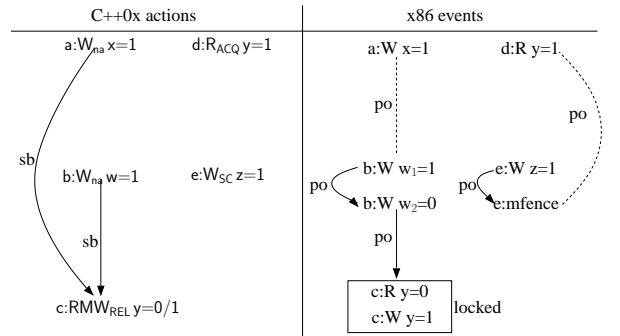 C++0x actions
x86 events
a:W_na x=1
d:R_ACQ y=1
a:W x=1
d:R y=1
po
po
sb
b:W_na w=1
e:W_SC z=1
b:W w_1=1
e:W z=1
po
po
b:W w_2=0
e:mfence
sb
po
c:RMW_REL y=0/1
c:R y=0
c:W y=1
locked